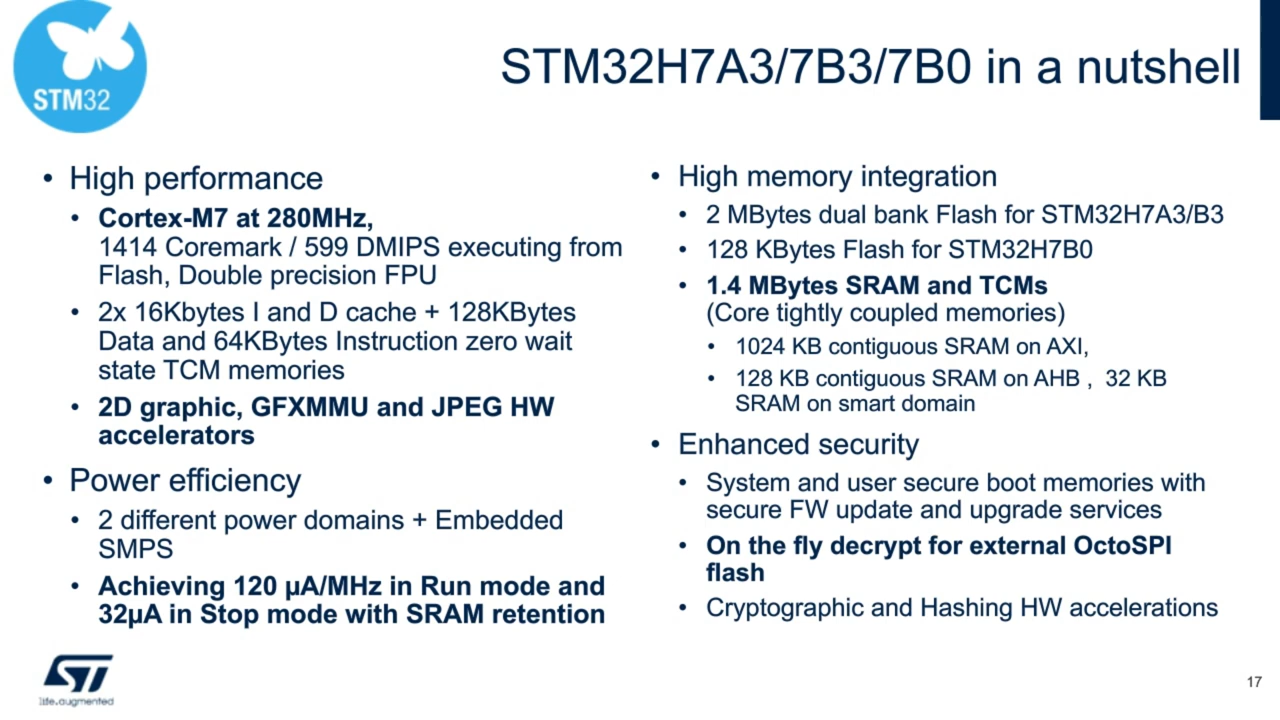 STM32
STM32H7A3/7B3/7B0 in a nutshell
• High performance
• Cortex-M7 at 280MHz,
1414 Coremark / 599 DMIPS executing from
Flash, Double precision FPU
• 2x 16Kbytes I and D cache + 128KBytes
Data and 64KBytes Instruction zero wait
state TCM memories
• 2D graphic, GFXMMU and JPEG HW
accelerators
• Power efficiency
• 2 different power domains + Embedded
SMPS
• Achieving 120 µA/MHz in Run mode and
32µA in Stop mode with SRAM retention
• High memory integration
• 2 MBytes dual bank Flash for STM32H7A3/B3
• 128 KBytes Flash for STM32H7B0
• 1.4 MBytes SRAM and TCMs
(Core tightly coupled memories)
• 1024 KB contiguous SRAM on AXI,
• 128 KB contiguous SRAM on AHB , 32 KB
SRAM on smart domain
• Enhanced security
• System and user secure boot memories with
secure FW update and upgrade services
• On the fly decrypt for external OctoSPI
flash
• Cryptographic and Hashing HW accelerations
ST
life.augmented
17